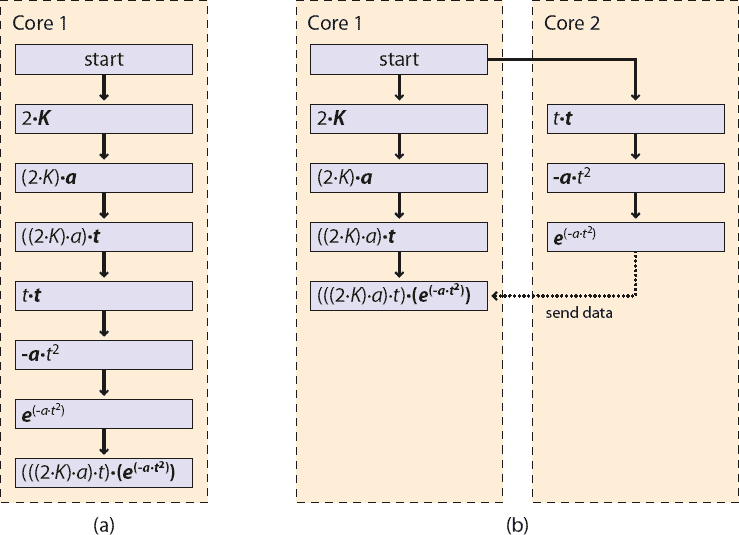 Core 1
start
2·K
(2·K)·a
((2·K)·a)·t
t·t
-a·t²
e^(-a·t²)
(((2·K)·a)·t)·(e^(-a·t²))
(a)
Core 1
start
2·K
(2·K)·a
((2·K)·a)·t
(((2·K)·a)·t)·(e^(-a·t²))
Core 2
t·t
-a·t²
e^(-a·t²)
send data
(b)